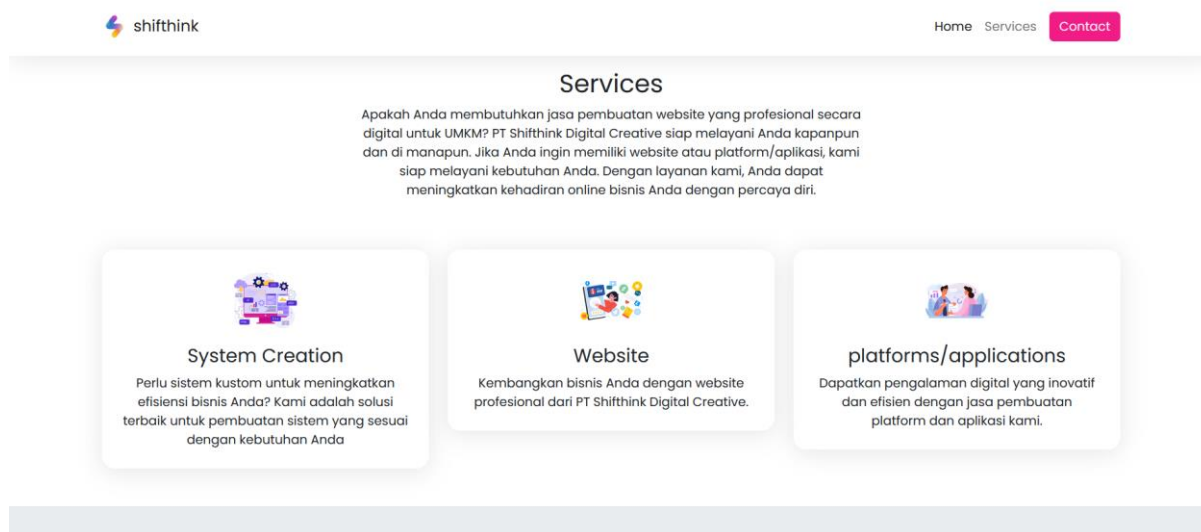 shifthink
Home Services Contact
Services
Apakah Anda membutuhkan jasa pembuatan website yang profesional secara
digital untuk UMKM? PT Shifthink Digital Creative siap melayani Anda kapanpun
dan di manapun. Jika Anda ingin memiliki website atau platform/aplikasi, kami
siap melayani kebutuhan Anda. Dengan layanan kami, Anda dapat
meningkatkan kehadiran online bisnis Anda dengan percaya diri.
System Creation
Perlu sistem kustom untuk meningkatkan
efisiensi bisnis Anda? Kami adalah solusi
terbaik untuk pembuatan sistem yang sesuai
dengan kebutuhan Anda
Website
Kembangkan bisnis Anda dengan website
profesional dari PT Shifthink Digital Creative.
platforms/applications
Dapatkan pengalaman digital yang inovatif
dan efisien dengan jasa pembuatan
platform dan aplikasi kami.